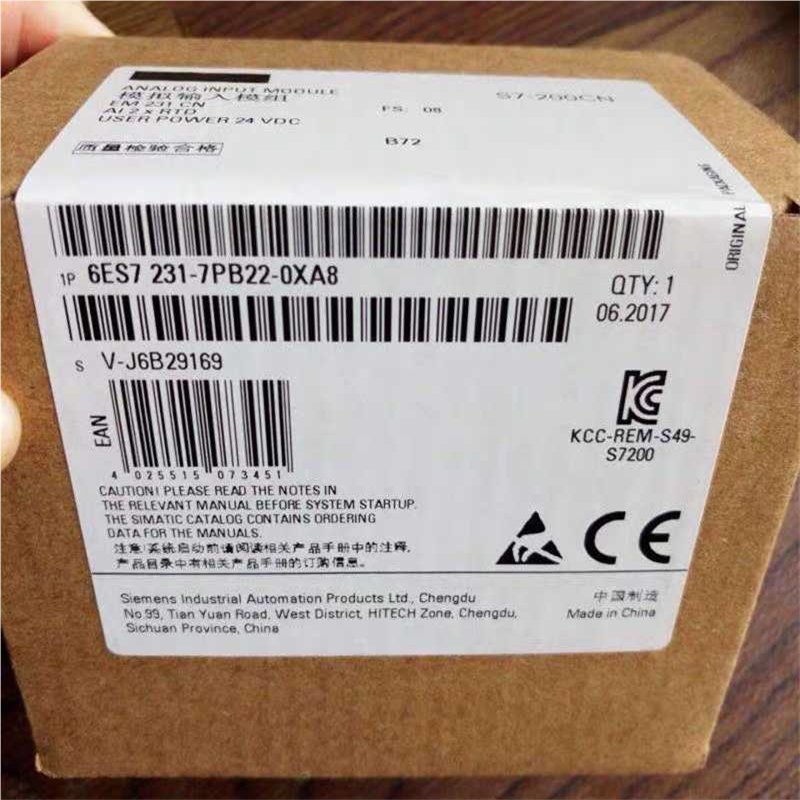 ANALOG INPUT MODULE
模拟输入模组
EM 231 CN
AI 2 x RTD
USER POWER 24 VDC
FS: 08
S7-200CN
质量检验合格
B72
ORIGINAL
PACKAGING
1P 6ES7 231-7PB22-0XA8
QTY: 1
06.2017
S V-J6B29169
EAN
4 025515 073451
KCC-REM-S49-
S7200
CAUTION! PLEASE READ THE NOTES IN
THE RELEVANT MANUAL BEFORE SYSTEM STARTUP.
THE SIMATIC CATALOG CONTAINS ORDERING
DATA FOR THE MANUALS.
注意!系统启动前请阅读相关产品手册中的注释,
产品目录中有相关产品手册的订购信息。
CE
Siemens Industrial Automation Products Ltd., Chengdu
No.99, Tian Yuan Road, West District, HITECH Zone, Chengdu,
Sichuan Province, China
中国制造
Made in China